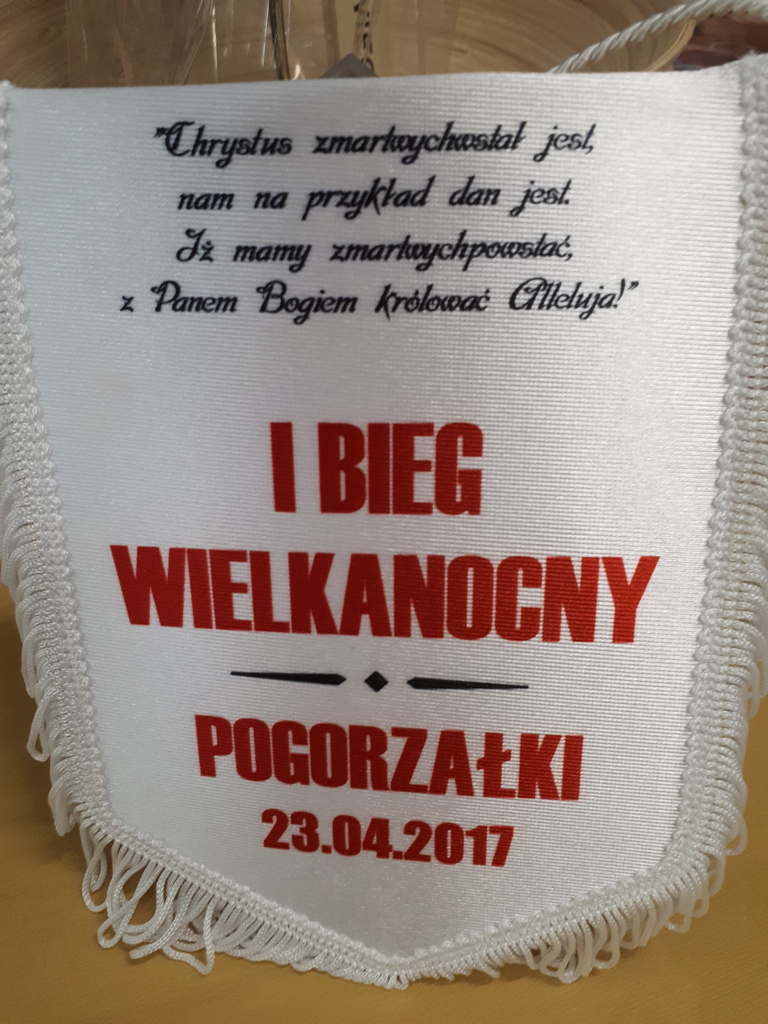 "Chrystus zmartwychwstał jest,
nam na przykład dan jest.
Iż mamy zmartwychpowstać,
z Panem Bogiem królować Alleluja!"
I BIEG
WIELKANOCNY
POGORZAŁKI
23.04.2017